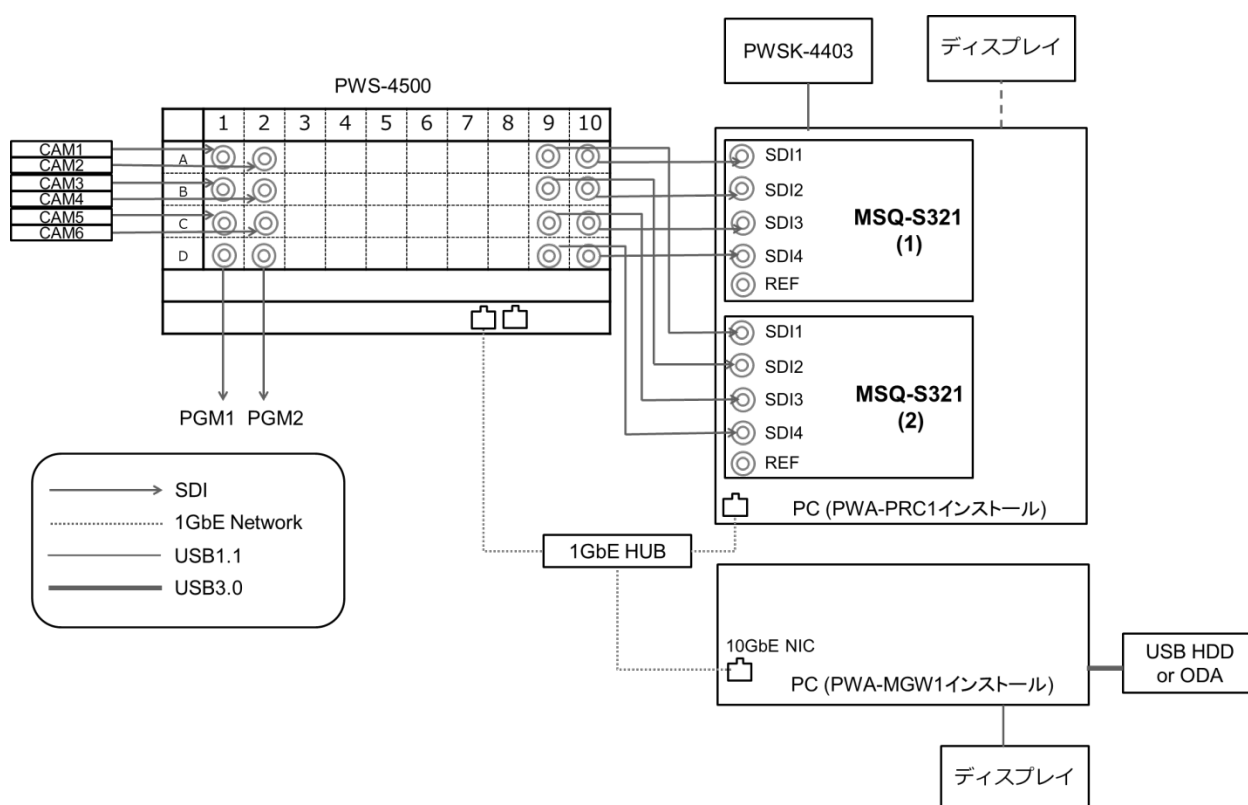 PWS-4500
1 2 3 4 5 6 7 8 9 10
A
B
C
D
CAM1
CAM2
CAM3
CAM4
CAM5
CAM6
PGM1 PGM2
SDI
1GbE Network
USB1.1
USB3.0
PWSK-4403
ディスプレイ
SDI1
SDI2
SDI3
SDI4
REF
MSQ-S321
(1)
SDI1
SDI2
SDI3
SDI4
REF
MSQ-S321
(2)
PC (PWA-PRC1インストール)
1GbE HUB
10GbE NIC
PC (PWA-MGW1インストール)
USB HDD
or ODA
ディスプレイ